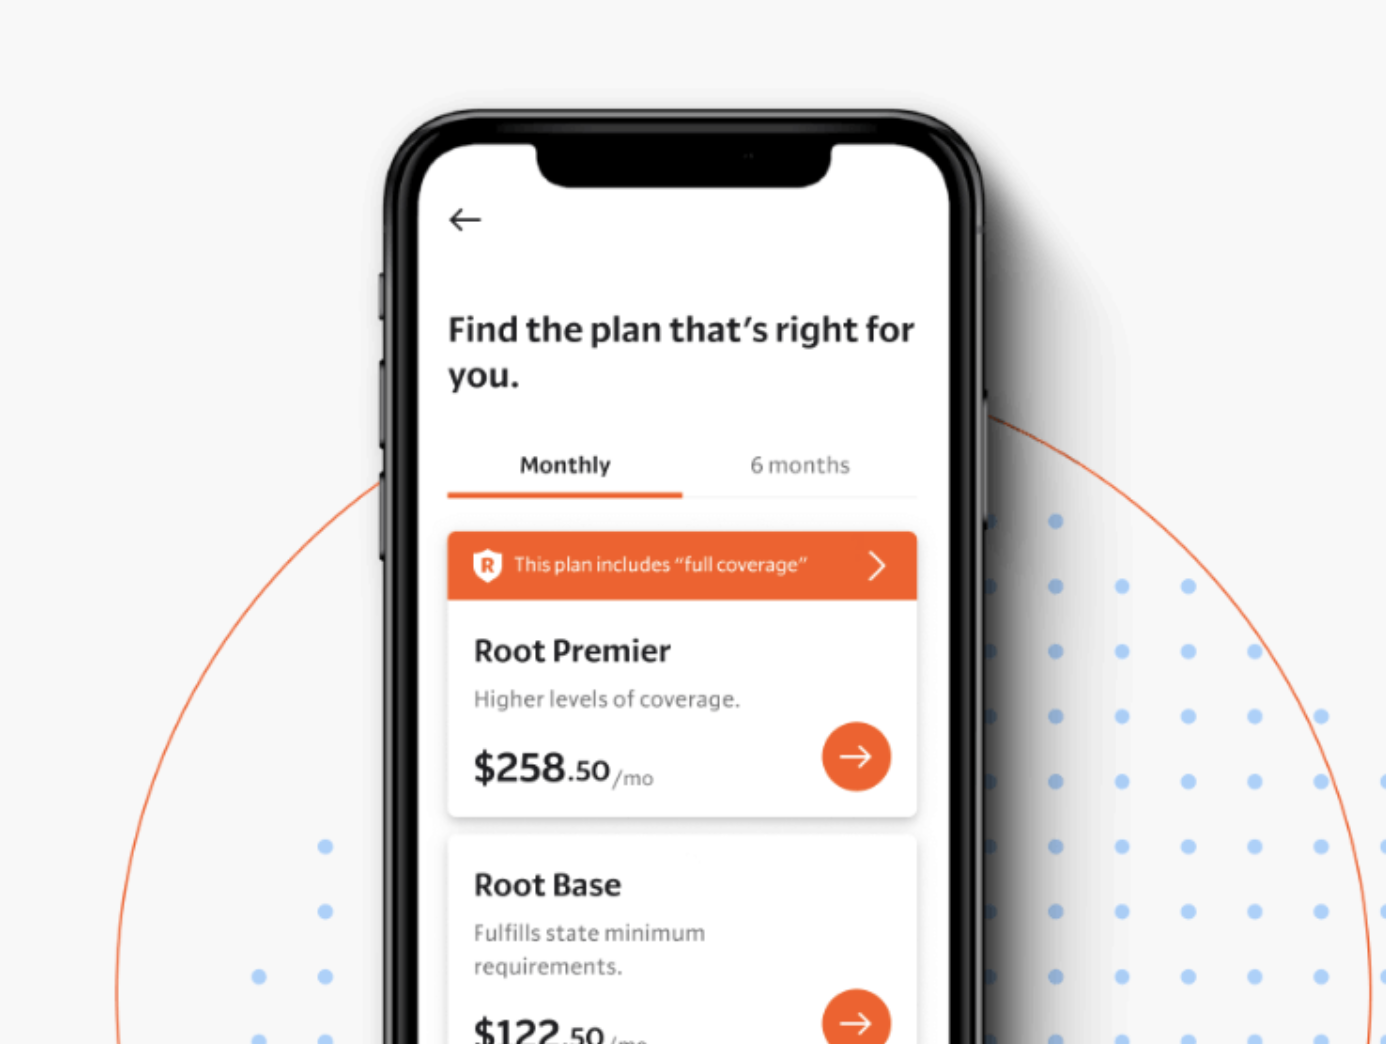 Find the plan that's right for
you.
Monthly
6 months
R
This plan includes “full coverage”
Root Premier
Higher levels of coverage.
$258.50/mo
Root Base
Fulfills state minimum
requirements.
$122.50/mo